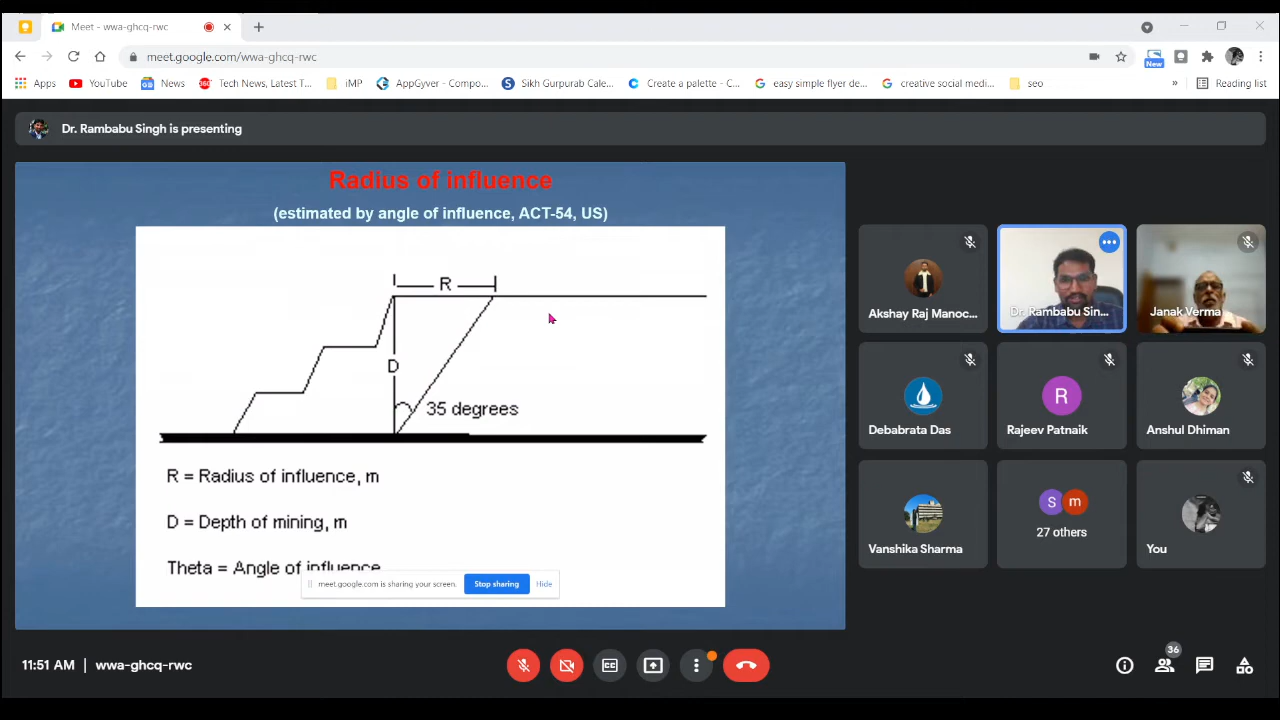 Meet - wwa-ghcq-rwc
meet.google.com/wwa-ghcq-rwc
New
Apps
YouTube
News
Tech News, Latest T...
iMP
AppGyver - Compo...
Sikh Gurpurab Cale...
Create a palette - C...
easy simple flyer de...
creative social medi...
seo
»
Reading list
Dr. Rambabu Singh is presenting
Radius of influence
(estimated by angle of influence, ACT-54, US)
R
D
35 degrees
R = Radius of influence, m
D = Depth of mining, m
Theta = Angle of influence
meet.google.com is sharing your screen.
Stop sharing
Hide
Akshay Raj Manoc...
Dr. Rambabu Sin...
Janak Verma
Debabrata Das
R
Rajeev Patnaik
Anshul Dhiman
Vanshika Sharma
S m
27 others
You
11:51 AM | wwa-ghcq-rwc
CC
36